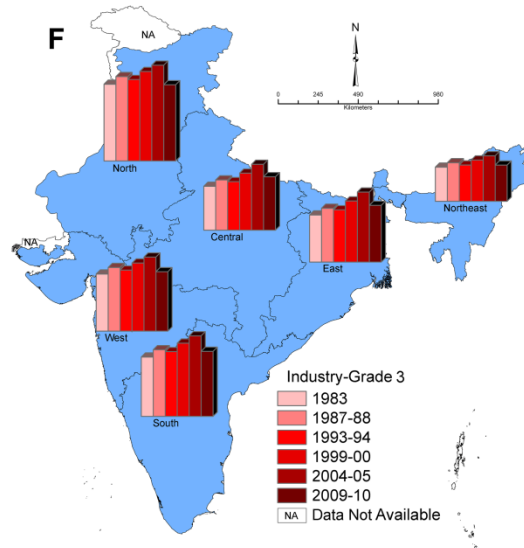 F
NA
N
0 245 490 980
Kilometers
North
Central
Northeast
East
NA
West
South
Industry-Grade 3
1983
1987-88
1993-94
1999-00
2004-05
2009-10
NA Data Not Available